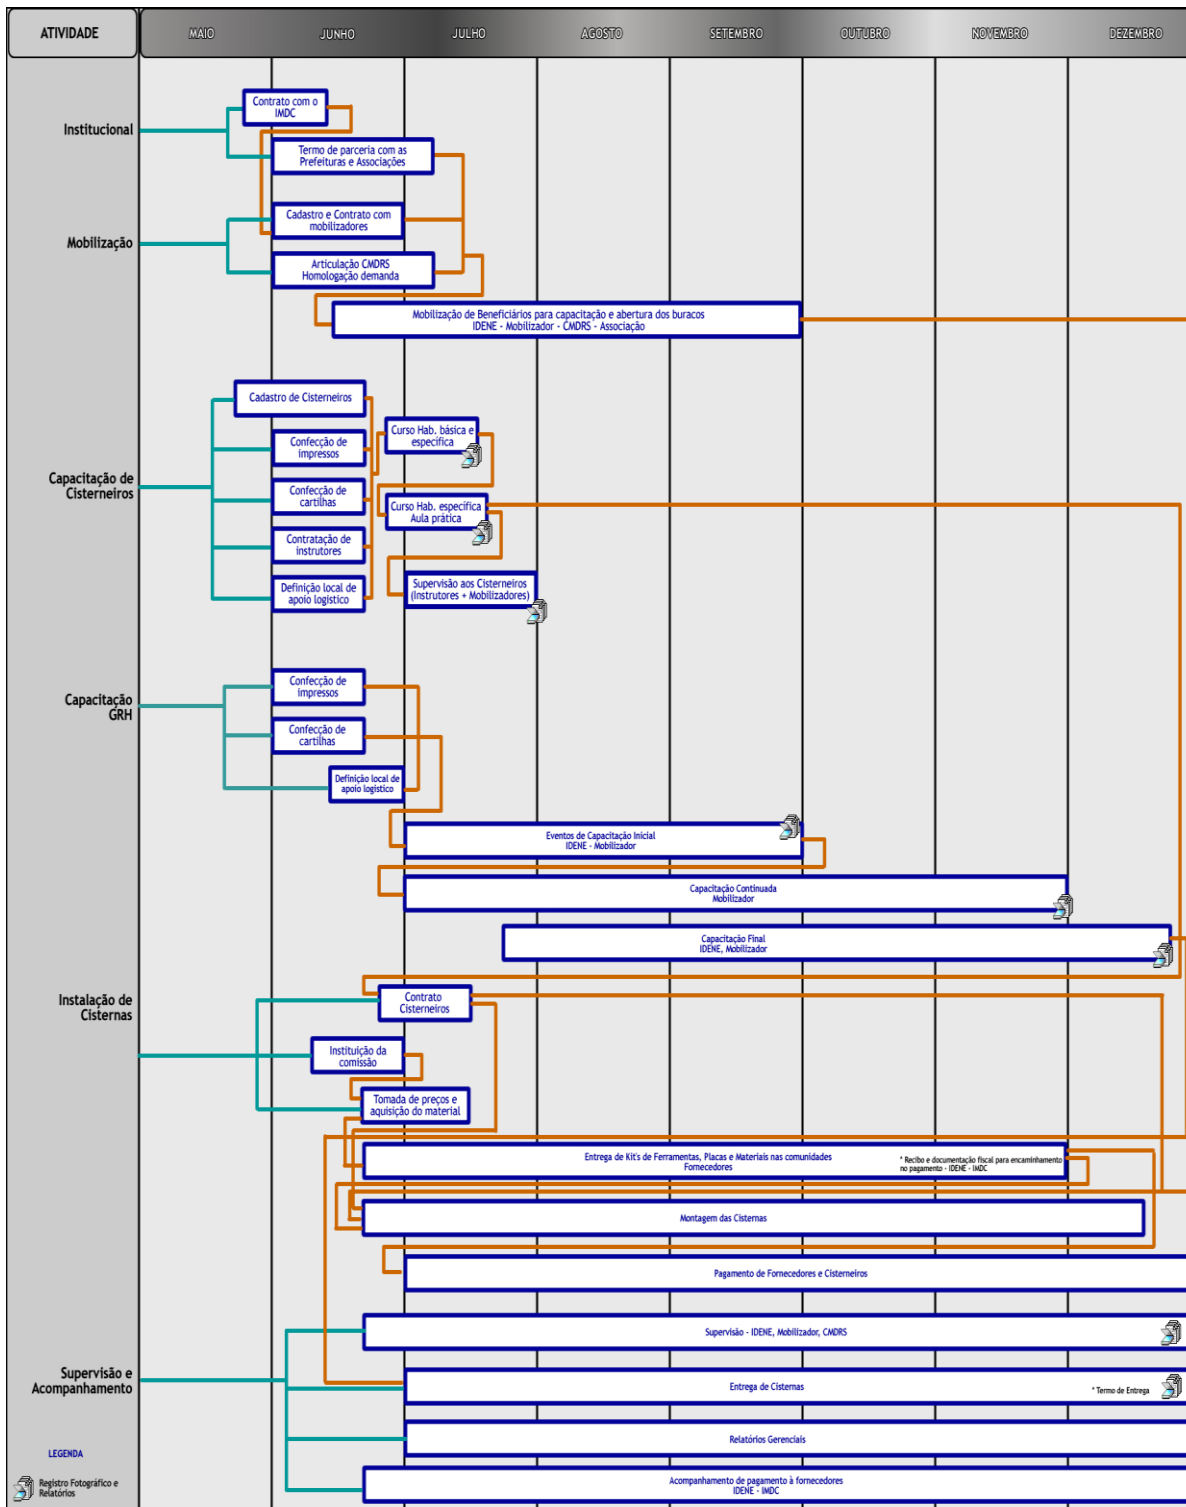 ATIVIDADE
MAIO
JUNHO
JULHO
AGOSTO
SETEMBRO
OUTUBRO
NOVEMBRO
DEZEMBRO
Institucional
Contrato com o
IMDC
Termo de parceria com as
Prefeituras e Associações
Mobilização
Cadastro e Contrato com
mobilizadores
Articulação CMDRS
Homologação demanda
Mobilização de Beneficiários para capacitação e abertura dos buracos
IDENE - Mobilizador - CMDRS - Associação
Capacitação de
Cisterneiros
Cadastro de Cisterneiros
Confecção de
impressos
Confecção de
cartilhas
Contratação de
instrutores
Definição local de
apoio logístico
Curso Hab. básica e
específica
Curso Hab. específica
Aula prática
Supervisão aos Cisterneiros
(Instrutores + Mobilizadores)
Capacitação
GRH
Confecção de
impressos
Confecção de
cartilhas
Definição local de
apoio logístico
Eventos de Capacitação Inicial
IDENE - Mobilizador
Capacitação Continuada
Mobilizador
Capacitação Final
IDENE, Mobilizador
Instalação de
Cisternas
Contrato
Cisterneiros
Instituição da
comissão
Tomada de preços e
aquisição do material
Entrega de Kit's de Ferramentas, Placas e Materiais nas comunidades
Fornecedores
* Recibo e documentação fiscal para encaminhamento
no pagamento - IDENE - IMDC
Montagem das Cisternas
Pagamento de Fornecedores e Cisterneiros
Supervisão e
Acompanhamento
Supervisão - IDENE, Mobilizador, CMDRS
Entrega de Cisternas
* Termo de Entrega
Relatórios Gerenciais
Acompanhamento de pagamento à fornecedores
IDENE - IMDC
LEGENDA
Registro Fotográfico e
Relatórios